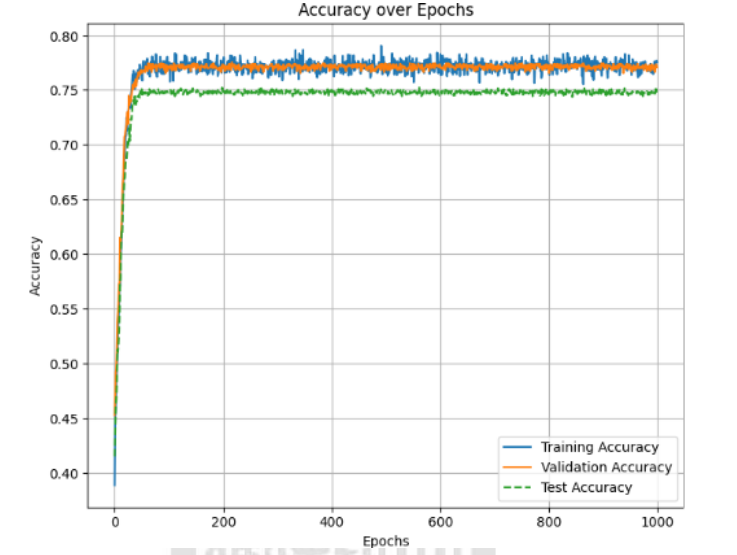 Accuracy over Epochs
0.80
0.75
0.70
0.65
0.60
0.55
0.50
0.45
0.40
Accuracy
Training Accuracy
Validation Accuracy
Test Accuracy
0 200 400 600 800 1000
Epochs